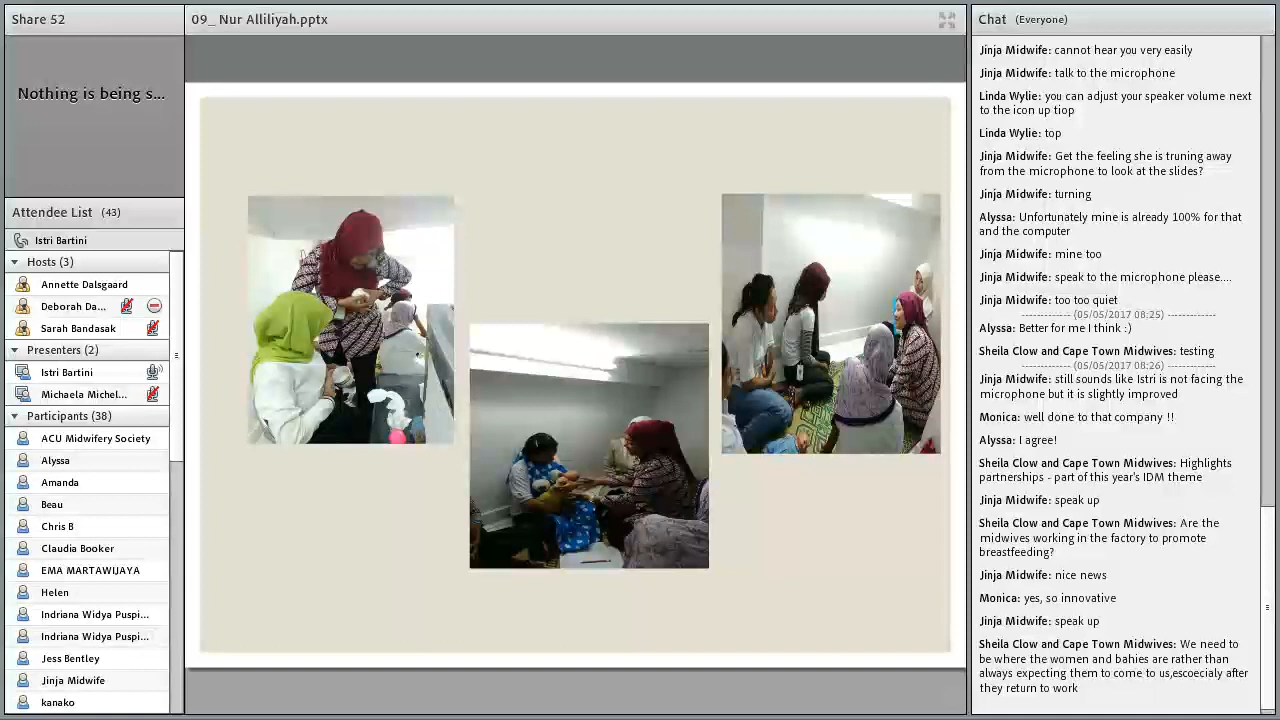 Share 52
Nothing is being s...
Attendee List (43)
Istri Bartini
Hosts (3)
Annette Dalsgaard
Deborah Da...
Sarah Bandasak
Presenters (2)
Istri Bartini
Michaela Michel...
Participants (38)
ACU Midwifery Society
Alyssa
Amanda
Beau
Chris B
Claudia Booker
EMA MARTAWIJAYA
Helen
Indriana Widya Puspi...
Indriana Widya Puspi...
Jess Bentley
Jinja Midwife
kanako
09_ Nur Alliliyah.pptx
Chat (Everyone)
Jinja Midwife: cannot hear you very easily
Jinja Midwife: talk to the microphone
Linda Wylie: you can adjust your speaker volume next
to the icon up tiop
Linda Wylie: top
Jinja Midwife: Get the feeling she is truning away
from the microphone to look at the slides?
Jinja Midwife: turning
Alyssa: Unfortunately mine is already 100% for that
and the computer
Jinja Midwife: mine too
Jinja Midwife: speak to the microphone please....
Jinja Midwife: too too quiet
------------- (05/05/2017 08:25) -------------
Alyssa: Better for me I think :)
Sheila Clow and Cape Town Midwives: testing
------------- (05/05/2017 08:26) -------------
Jinja Midwife: still sounds like Istri is not facing the
microphone but it is slightly improved
Monica: well done to that company !!
Alyssa: I agree!
Sheila Clow and Cape Town Midwives: Highlights
partnerships - part of this year's IDM theme
Jinja Midwife: speak up
Sheila Clow and Cape Town Midwives: Are the
midwives working in the factory to promote
breastfeeding?
Jinja Midwife: nice news
Monica: yes, so innovative
Jinja Midwife: speak up
Sheila Clow and Cape Town Midwives: We need to
be where the women and bahies are rather than
always expecting them to come to us,escoecialy after
they return to work